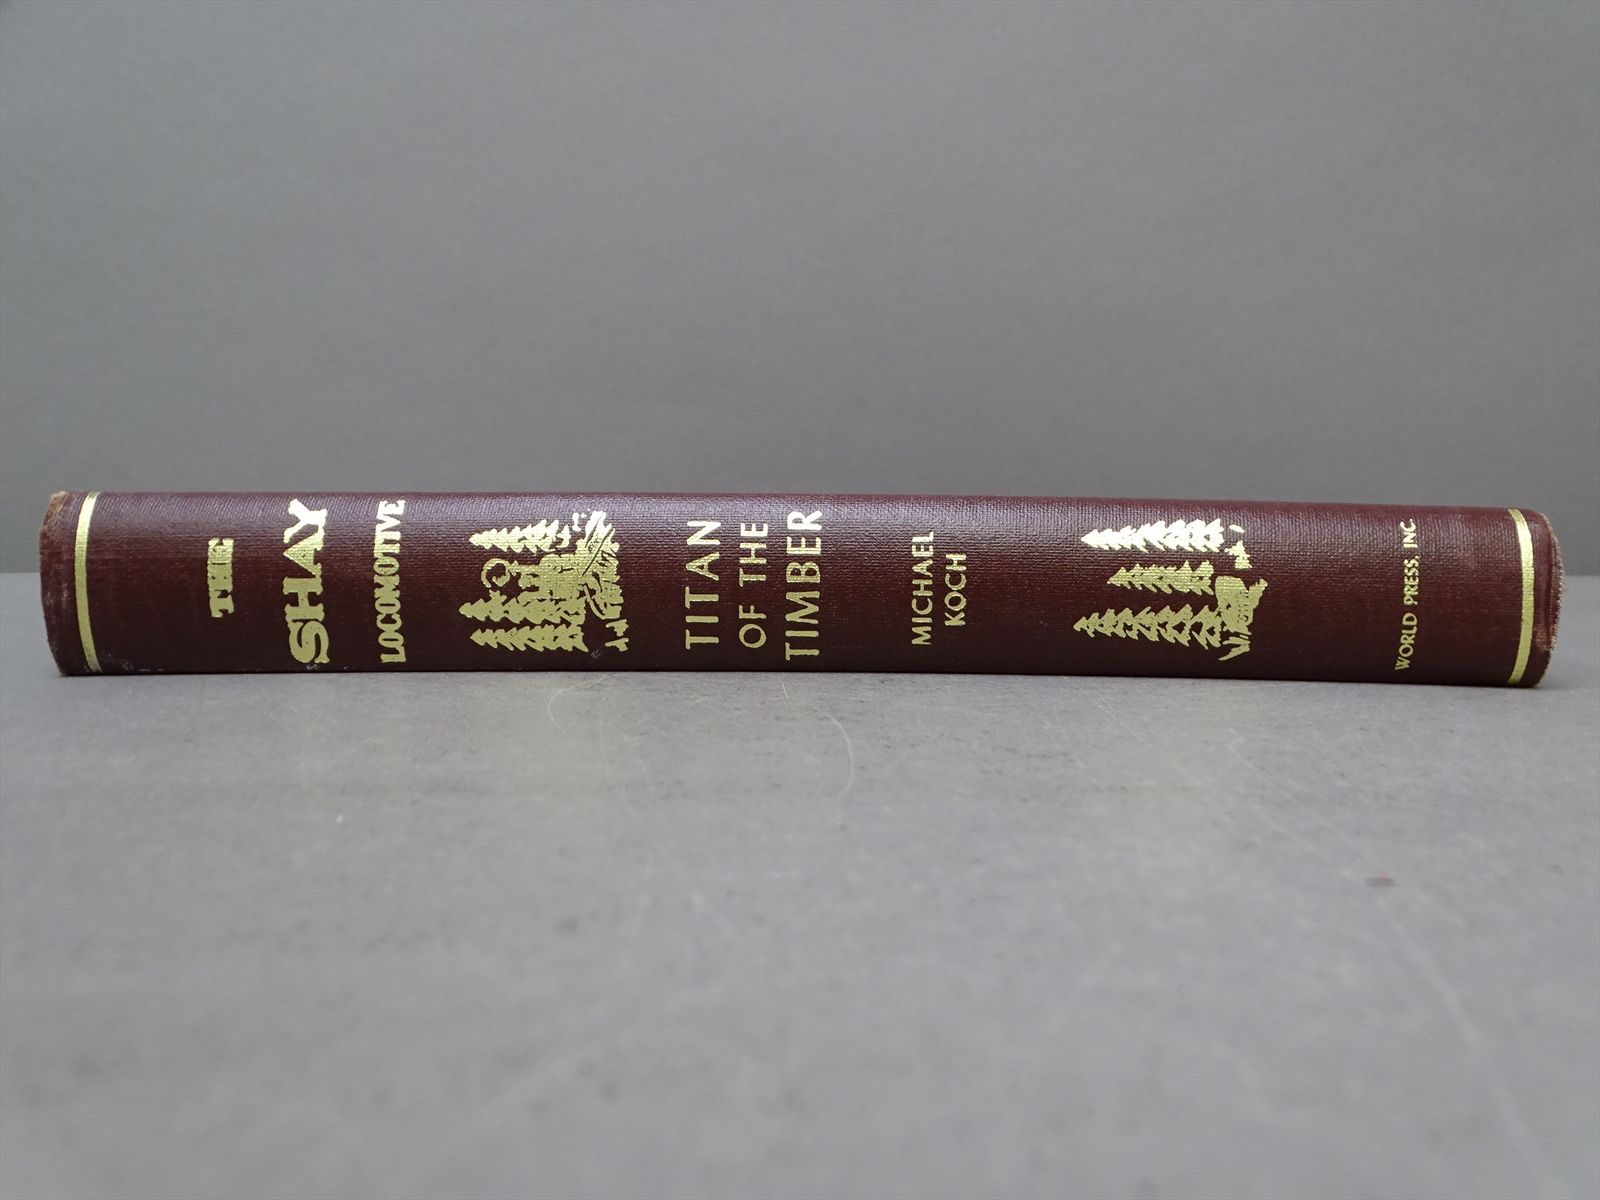 THE
SHAY
LOCOMOTIVE
TITAN
OF THE
TIMBER
MICHAEL
KOCH
WORLD PRESS, INC